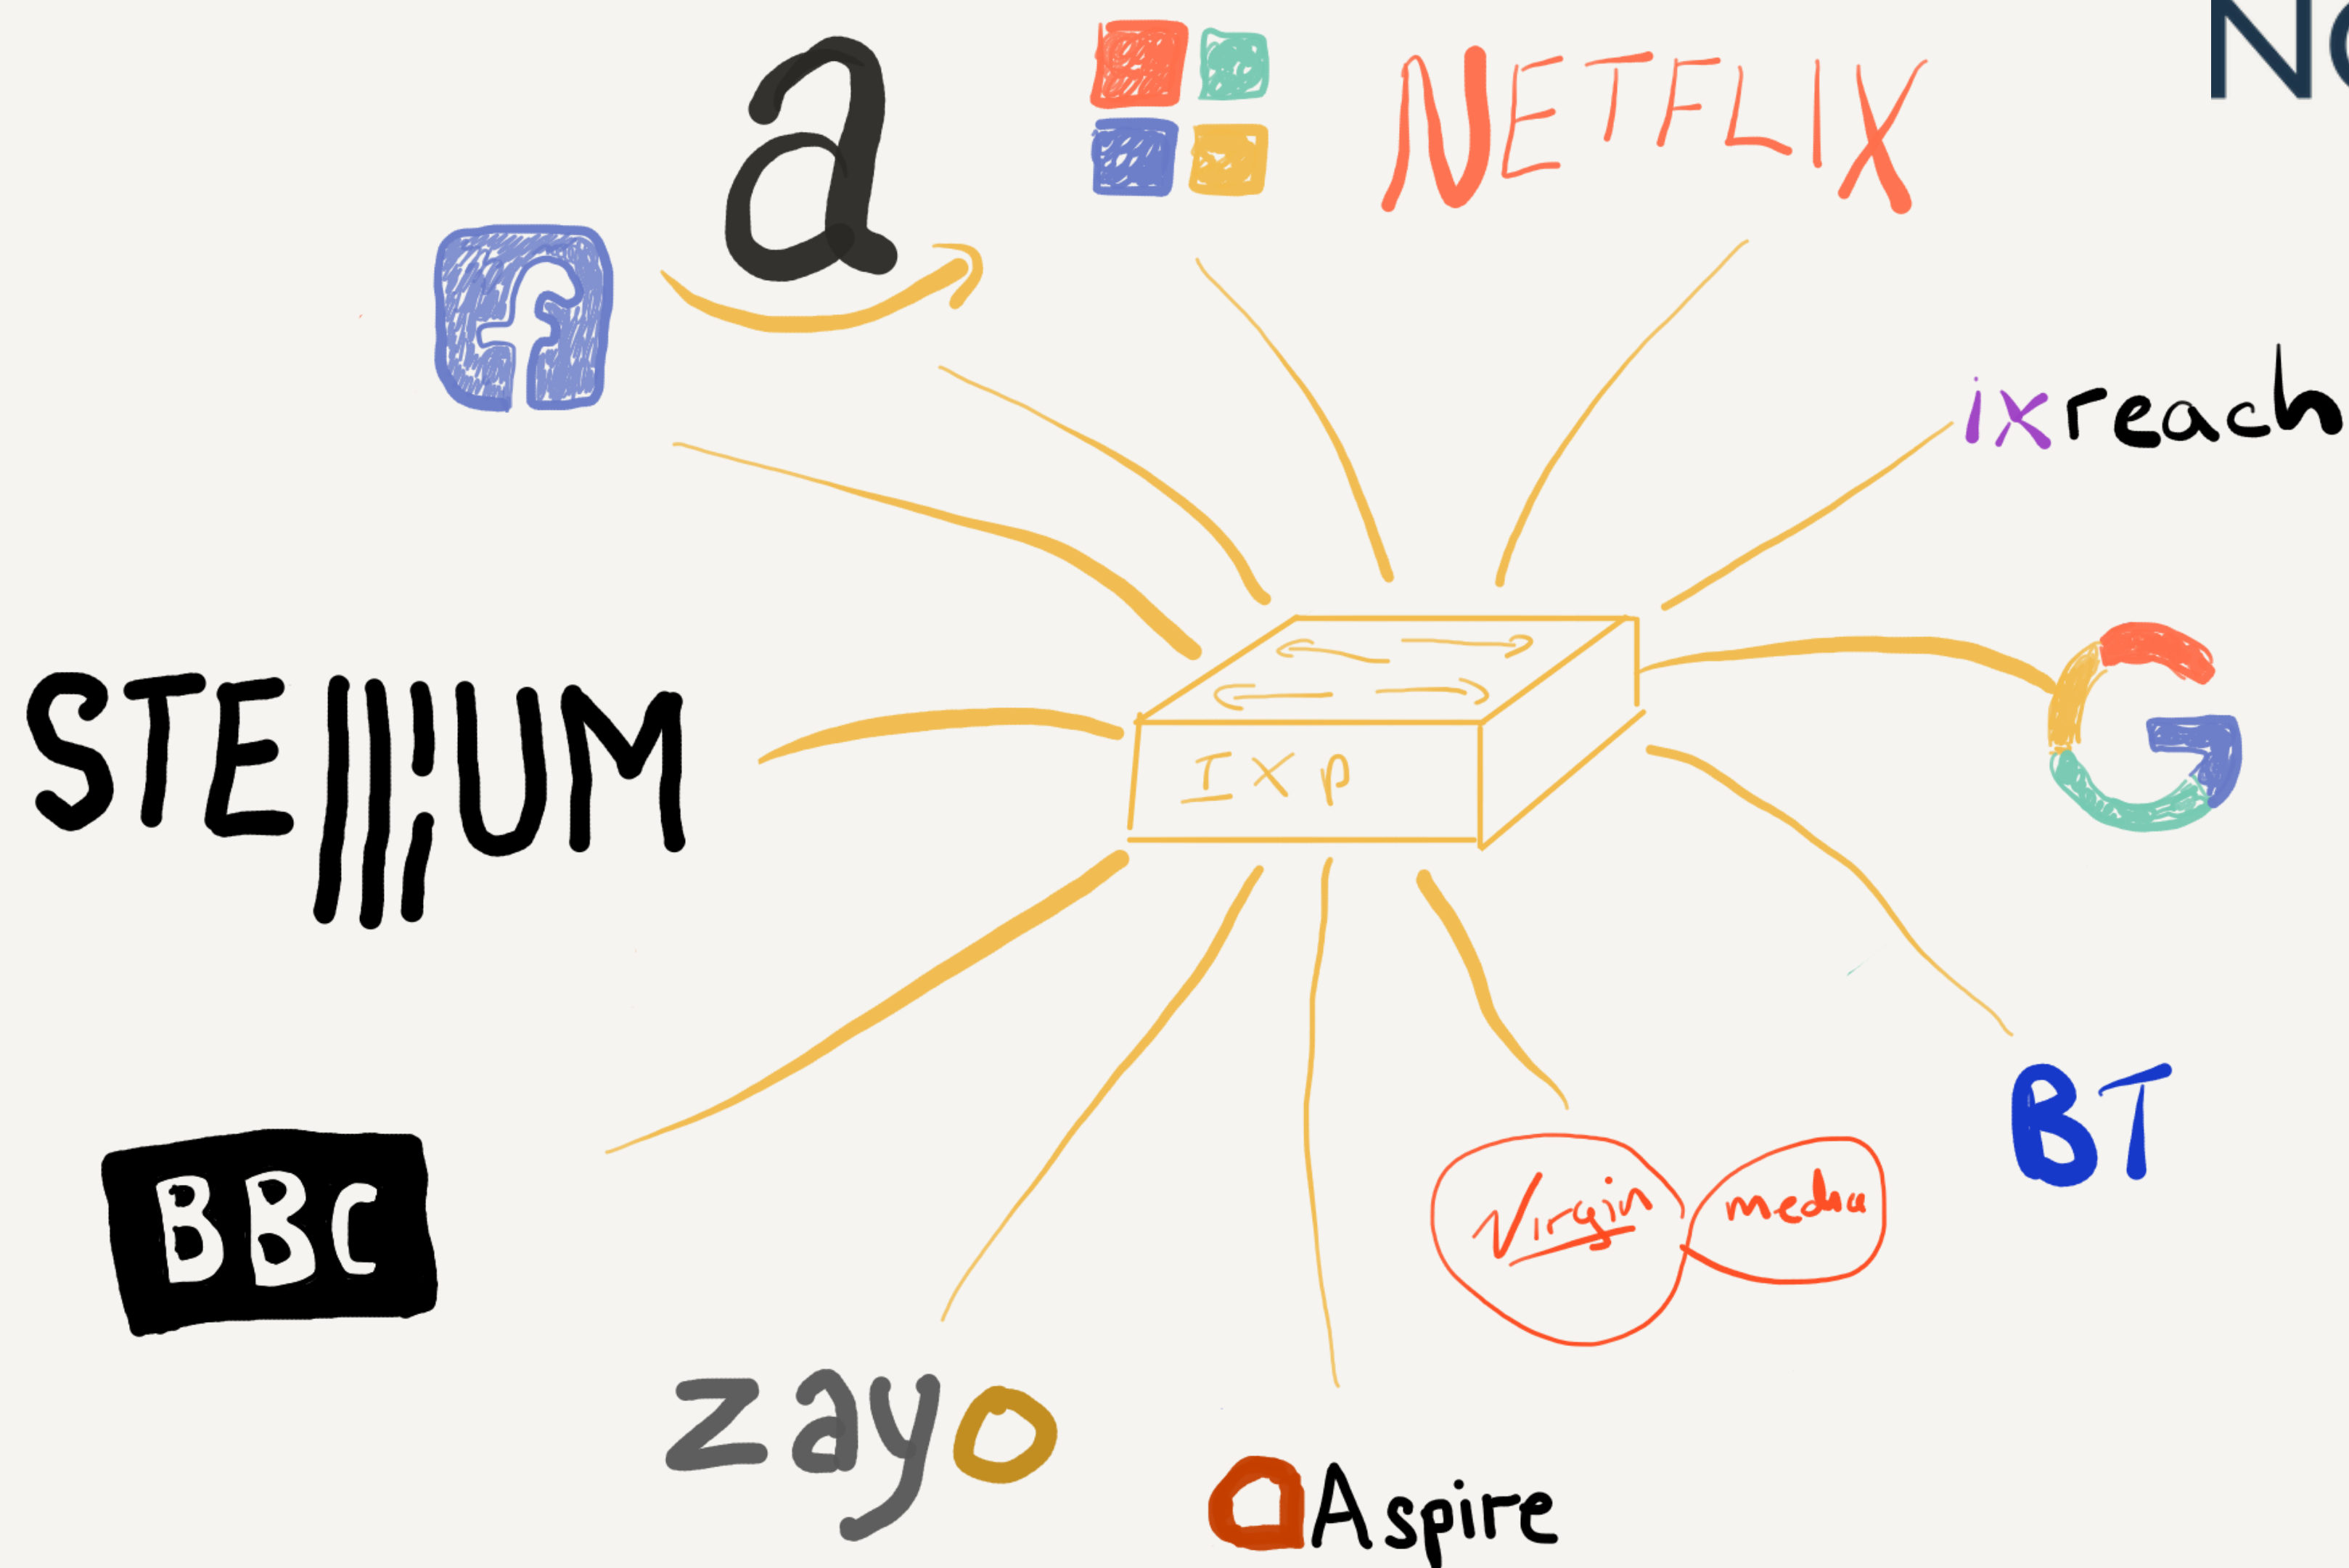 a
NETFLIX
f
ixreach
STELLIUM
IXP
G
BT
BBC
Virgin media
zayo
Aspire